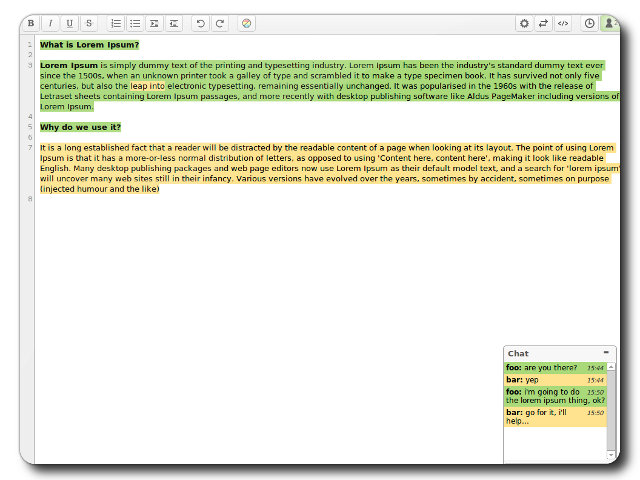 B I U S </>
1 What is Lorem Ipsum?
2
3 Lorem Ipsum is simply dummy text of the printing and typesetting industry. Lorem Ipsum has been the industry's standard dummy text ever
since the 1500s, when an unknown printer took a galley of type and scrambled it to make a type specimen book. It has survived not only five
centuries, but also the leap into electronic typesetting, remaining essentially unchanged. It was popularised in the 1960s with the release of
Letraset sheets containing Lorem Ipsum passages, and more recently with desktop publishing software like Aldus PageMaker including versions of
Lorem Ipsum.
4
5 Why do we use it?
6
7 It is a long established fact that a reader will be distracted by the readable content of a page when looking at its layout. The point of using Lorem
Ipsum is that it has a more-or-less normal distribution of letters, as opposed to using 'Content here, content here', making it look like readable
English. Many desktop publishing packages and web page editors now use Lorem Ipsum as their default model text, and a search for 'lorem ipsum'
will uncover many web sites still in their infancy. Various versions have evolved over the years, sometimes by accident, sometimes on purpose
(injected humour and the like)
8
Chat
foo: are you there? 15:44
bar: yep 15:44
foo: i'm going to do 15:50
the lorem ipsum thing, ok?
bar: go for it, i'll 15:50
help...